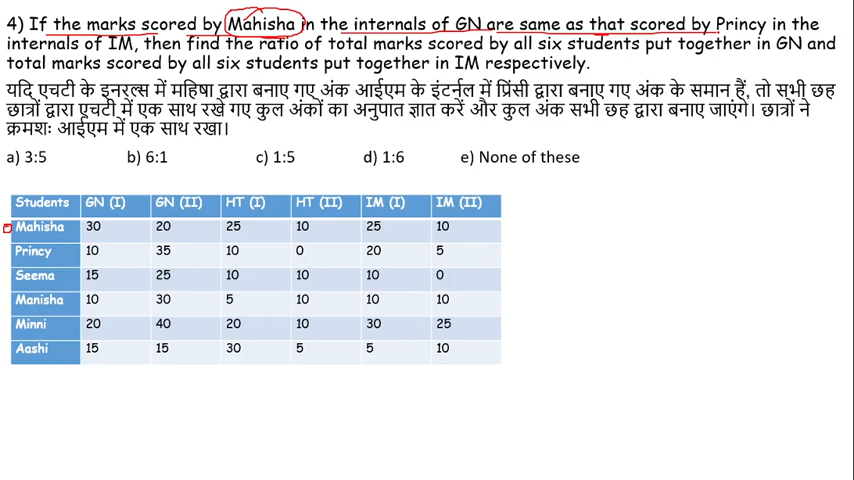 4) If the marks scored by Mahisha in the internals of GN are same as that scored by Princy in the
internals of IM, then find the ratio of total marks scored by all six students put together in GN and
total marks scored by all six students put together in IM respectively.
यदि एचटी के इनरल्स में महिषा द्वारा बनाए गए अंक आईएम के इंटर्नल में प्रिंसी द्वारा बनाए गए अंक के समान हैं, तो सभी छह
छात्रों द्वारा एचटी में एक साथ रखे गए कुल अंकों का अनुपात ज्ञात करें और कुल अंक सभी छह द्वारा बनाए जाएंगे। छात्रों ने
क्रमशः आईएम में एक साथ रखा।
a) 3:5 b) 6:1 c) 1:5 d) 1:6 e) None of these
Students GN (I) GN (II) HT (I) HT (II) IM (I) IM (II)
Mahisha 30 20 25 10 25 10
Princy 10 35 10 0 20 5
Seema 15 25 10 10 10 0
Manisha 10 30 5 10 10 10
Minni 20 40 20 10 30 25
Aashi 15 15 30 5 5 10